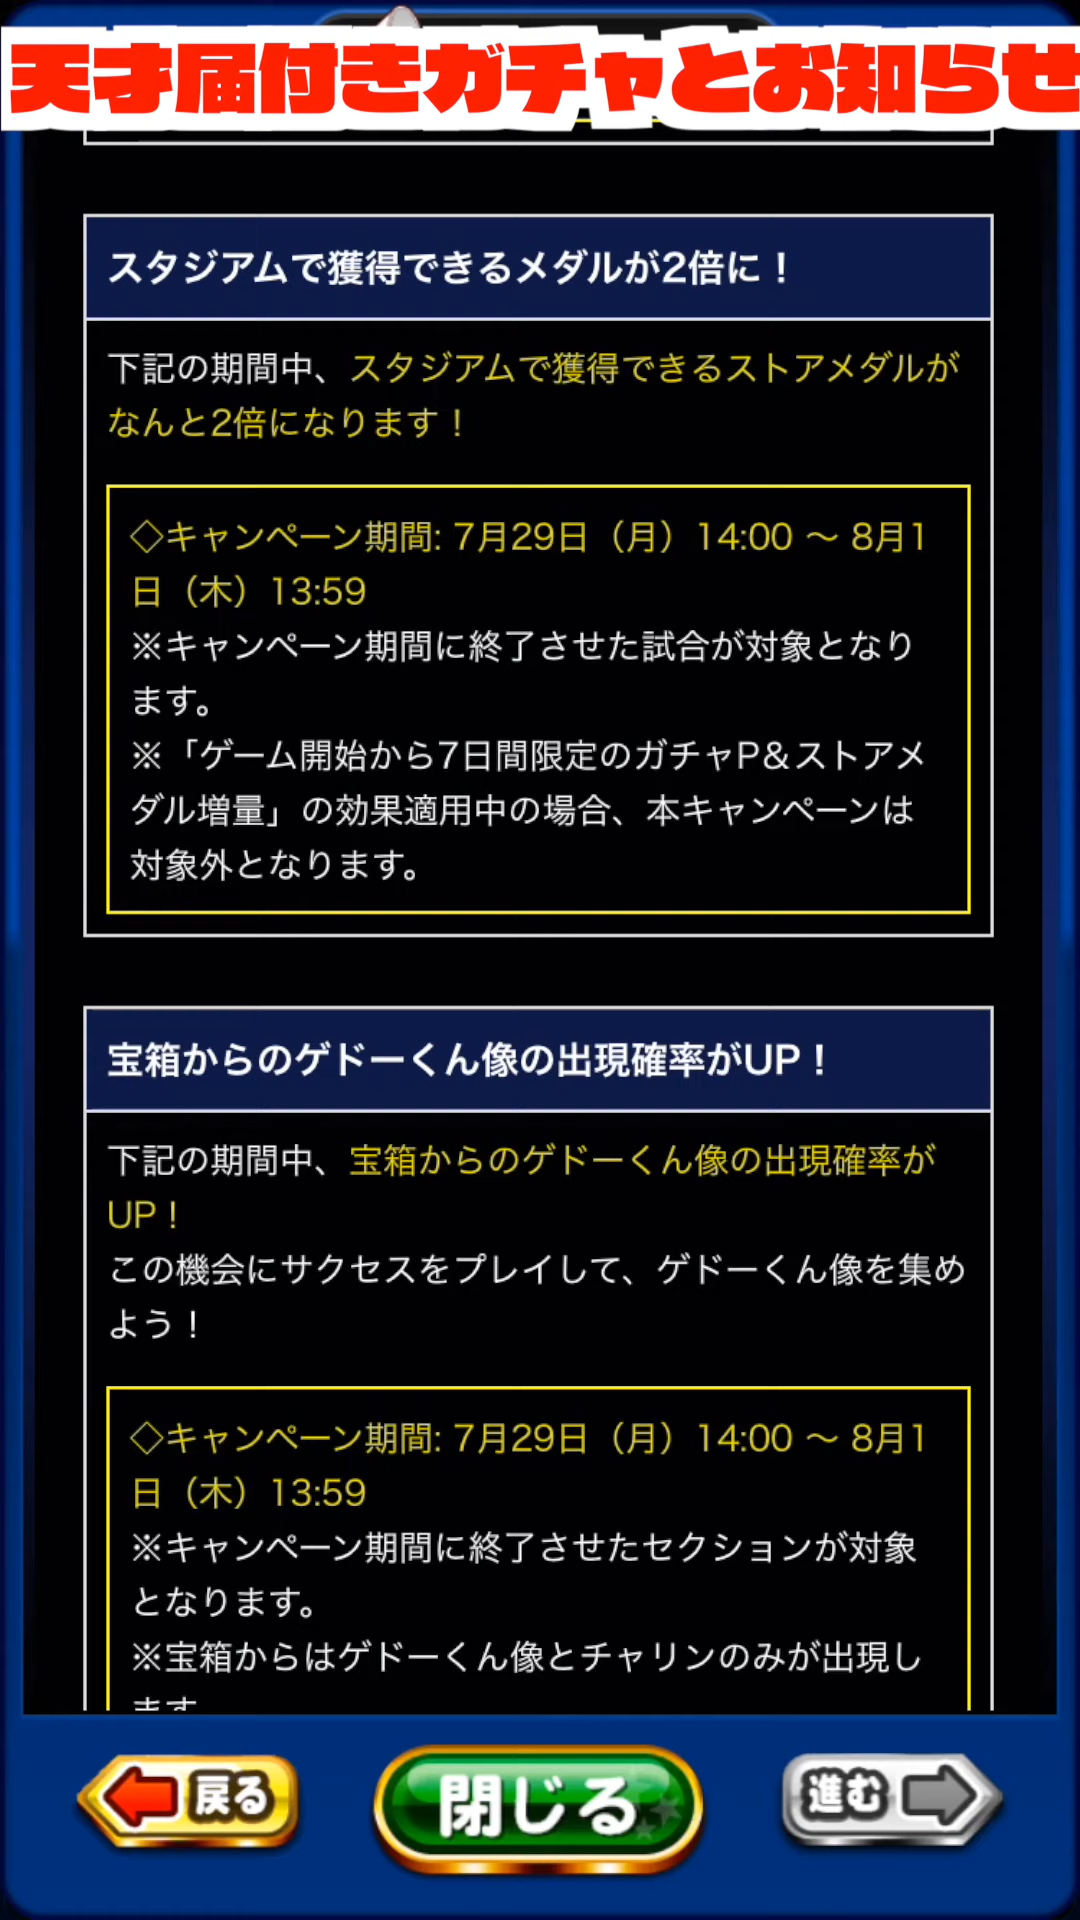 天才届付きガチャとお知らせ
スタジアムで獲得できるメダルが2倍に！
下記の期間中、スタジアムで獲得できるストアメダルが
なんと2倍になります！
◇キャンペーン期間: 7月29日（月）14:00 〜 8月1
日（木）13:59
※キャンペーン期間に終了させた試合が対象となり
ます。
※「ゲーム開始から7日間限定のガチャP&ストアメ
ダル増量」の効果適用中の場合、本キャンペーンは
対象外となります。
宝箱からのゲドーくん像の出現確率がUP！
下記の期間中、宝箱からのゲドーくん像の出現確率が
UP！
この機会にサクセスをプレイして、ゲドーくん像を集め
よう！
◇キャンペーン期間: 7月29日（月）14:00 〜 8月1
日（木）13:59
※キャンペーン期間に終了させたセクションが対象
となります。
※宝箱からはゲドーくん像とチャリンのみが出現し
ます
戻る
閉じる
進む